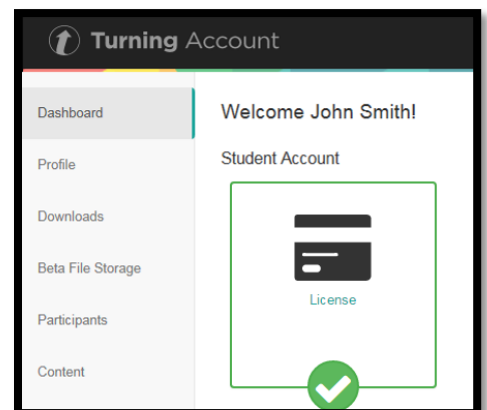 Turning Account
Dashboard
Profile
Downloads
Beta File Storage
Participants
Content
Welcome John Smith!
Student Account
License